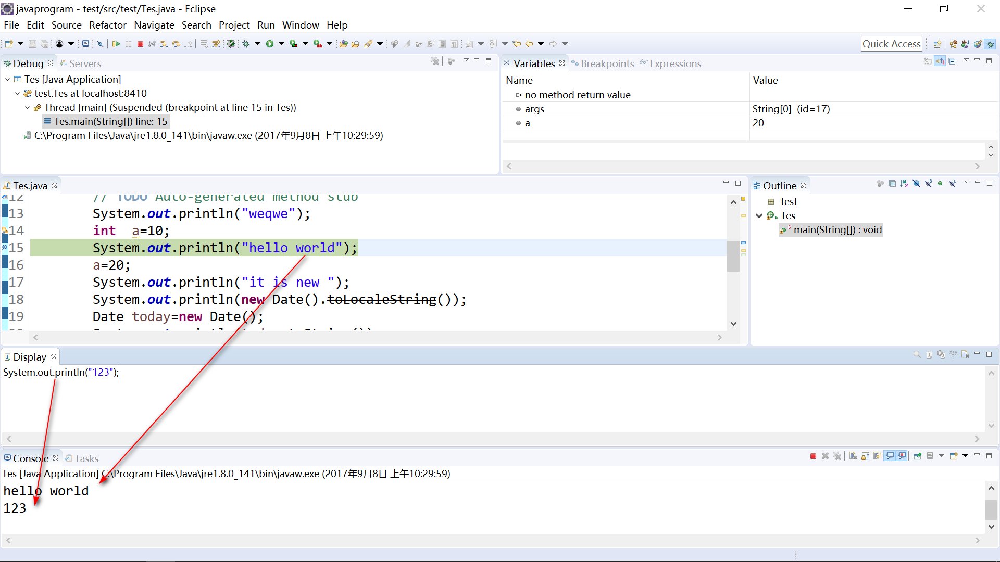 javaprogram - test/src/test/Tes.java - Eclipse
File Edit Source Refactor Navigate Search Project Run Window Help
Quick Access
Debug Servers
Tes [Java Application]
test.Tes at localhost:8410
Thread [main] (Suspended (breakpoint at line 15 in Tes))
Tes.main(String[]) line: 15
C:\Program Files\Java\jre1.8.0_141\bin\javaw.exe (2017年9月8日 上午10:29:59)
(x)= Variables Breakpoints Expressions
Name Value
no method return value
args String[0] (id=17)
a 20
Tes.java
12 // TODO Auto-generated method stub
13 System.out.println("weqwe");
14 int a=10;
15 System.out.println("hello world");
16 a=20;
17 System.out.println("it is new ");
18 System.out.println(new Date().toLocaleString());
19 Date today=new Date();
Outline
test
Tes
main(String[]) : void
Display
System.out.println("123");
Console Tasks
Tes [Java Application] C:\Program Files\Java\jre1.8.0_141\bin\javaw.exe (2017年9月8日 上午10:29:59)
hello world
123